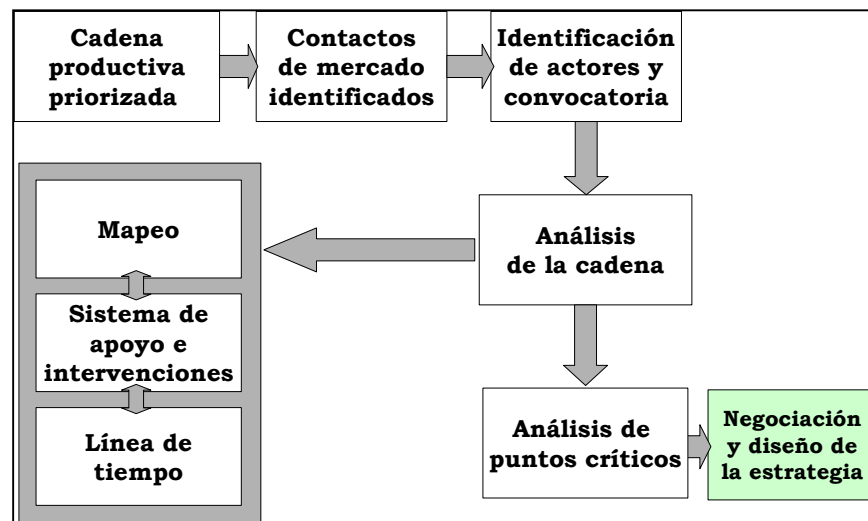 Cadena
productiva
priorizada
Contactos
de mercado
identificados
Identificación
de actores y
convocatoria
Análisis
de la cadena
Mapeo
Sistema de
apoyo e
intervenciones
Línea de
tiempo
Análisis de
puntos críticos
Negociación
y diseño de
la estrategia